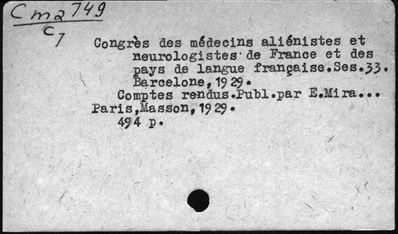 Cma749
C7
Congrès des médecins aliénistes et
neurologistes de France et des
pays de langue française.Ses.33.
Barcelone,1929.
Comptes rendus.Publ.par E.Mira...
Paris,Masson,1929.
494 p.